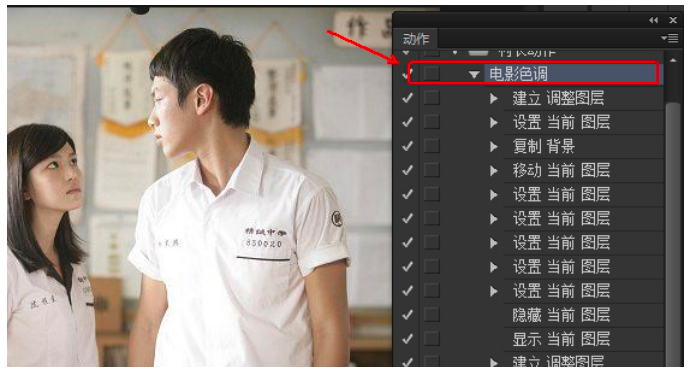 作
动作
村长动作
电影色调
建立 调整图层
设置 当前 图层
复制 背景
移动 当前 图层
设置 当前 图层
设置 当前 图层
设置 当前 图层
设置 当前 图层
设置 当前 图层
隐藏 当前 图层
显示 当前 图层
建立 调整图层
精誠中學
830020